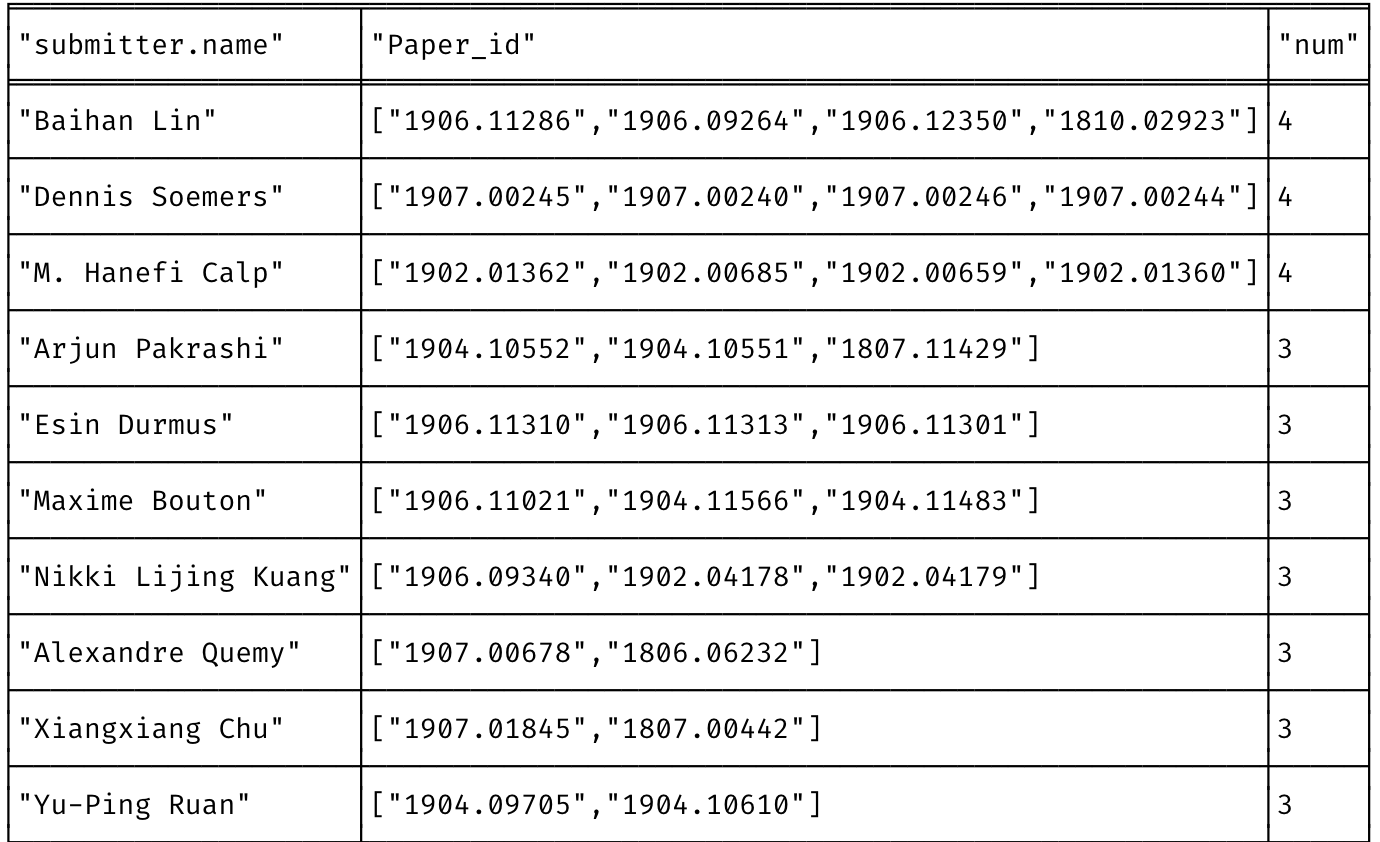 "submitter.name" "Paper_id" "num"
"Baihan Lin" ["1906.11286","1906.09264","1906.12350","1810.02923"] 4
"Dennis Soemers" ["1907.00245","1907.00240","1907.00246","1907.00244"] 4
"M. Hanefi Calp" ["1902.01362","1902.00685","1902.00659","1902.01360"] 4
"Arjun Pakrashi" ["1904.10552","1904.10551","1807.11429"] 3
"Esin Durmus" ["1906.11310","1906.11313","1906.11301"] 3
"Maxime Bouton" ["1906.11021","1904.11566","1904.11483"] 3
"Nikki Lijing Kuang" ["1906.09340","1902.04178","1902.04179"] 3
"Alexandre Quemy" ["1907.00678","1806.06232"] 3
"Xiangxiang Chu" ["1907.01845","1807.00442"] 3
"Yu-Ping Ruan" ["1904.09705","1904.10610"] 3